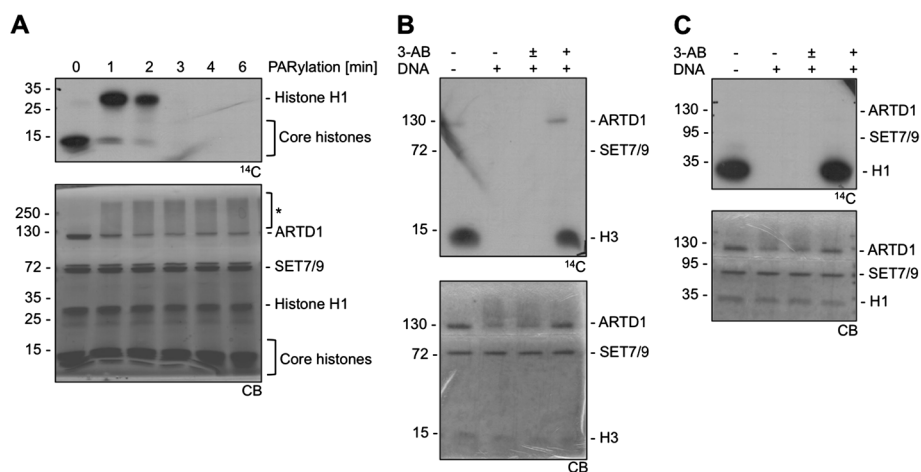 A
0 1 2 3 4 6 PARylation [min]
35 -
25 -
15 -
- Histone H1
Core histones
14C
250 -
130 -
72 -
35 -
25 -
15 -
*
- ARTD1
- SET7/9
- Histone H1
Core histones
CB
B
3-AB - - ± +
DNA - + + +
130 -
72 -
15 -
- ARTD1
- SET7/9
- H3
14C
130 -
72 -
15 -
- ARTD1
- SET7/9
- H3
CB
C
3-AB - - ± +
DNA - + + +
130 -
95 -
35 -
- ARTD1
- SET7/9
- H1
14C
130 -
95 -
35 -
- ARTD1
- SET7/9
- H1
CB